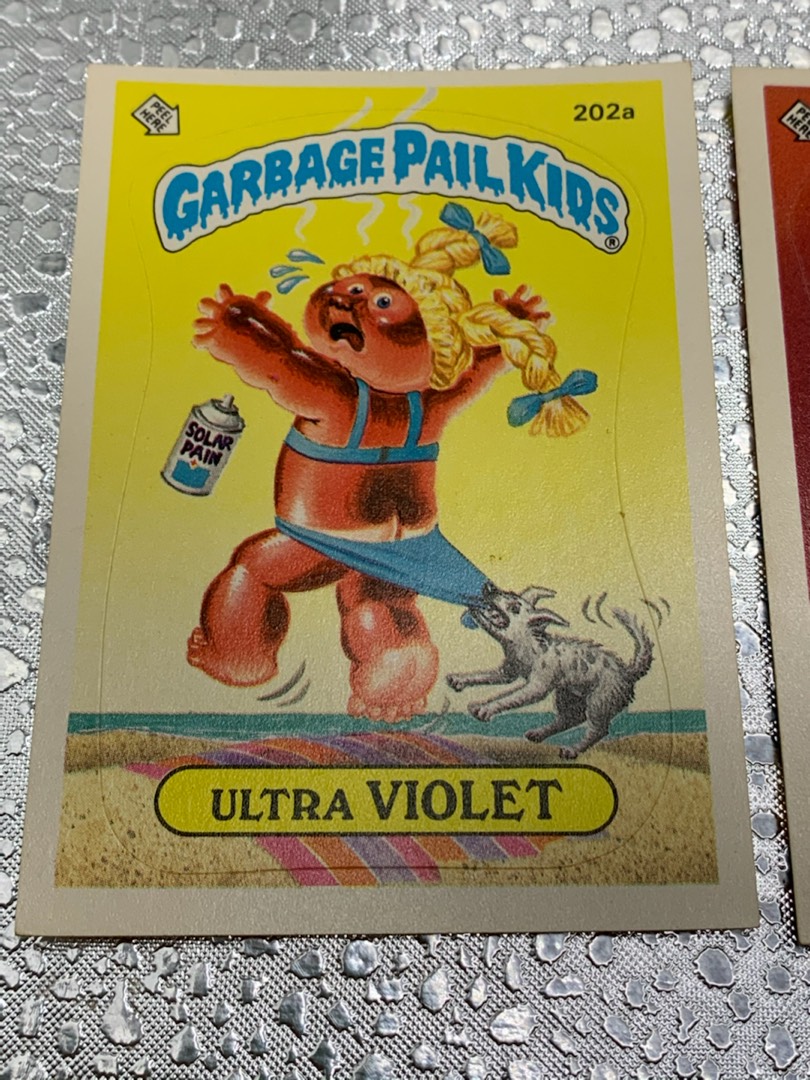 PEEL
HERE
202a
GARBAGE PAIL KIDS
®
SOLAR
PAIN
ULTRA VIOLET